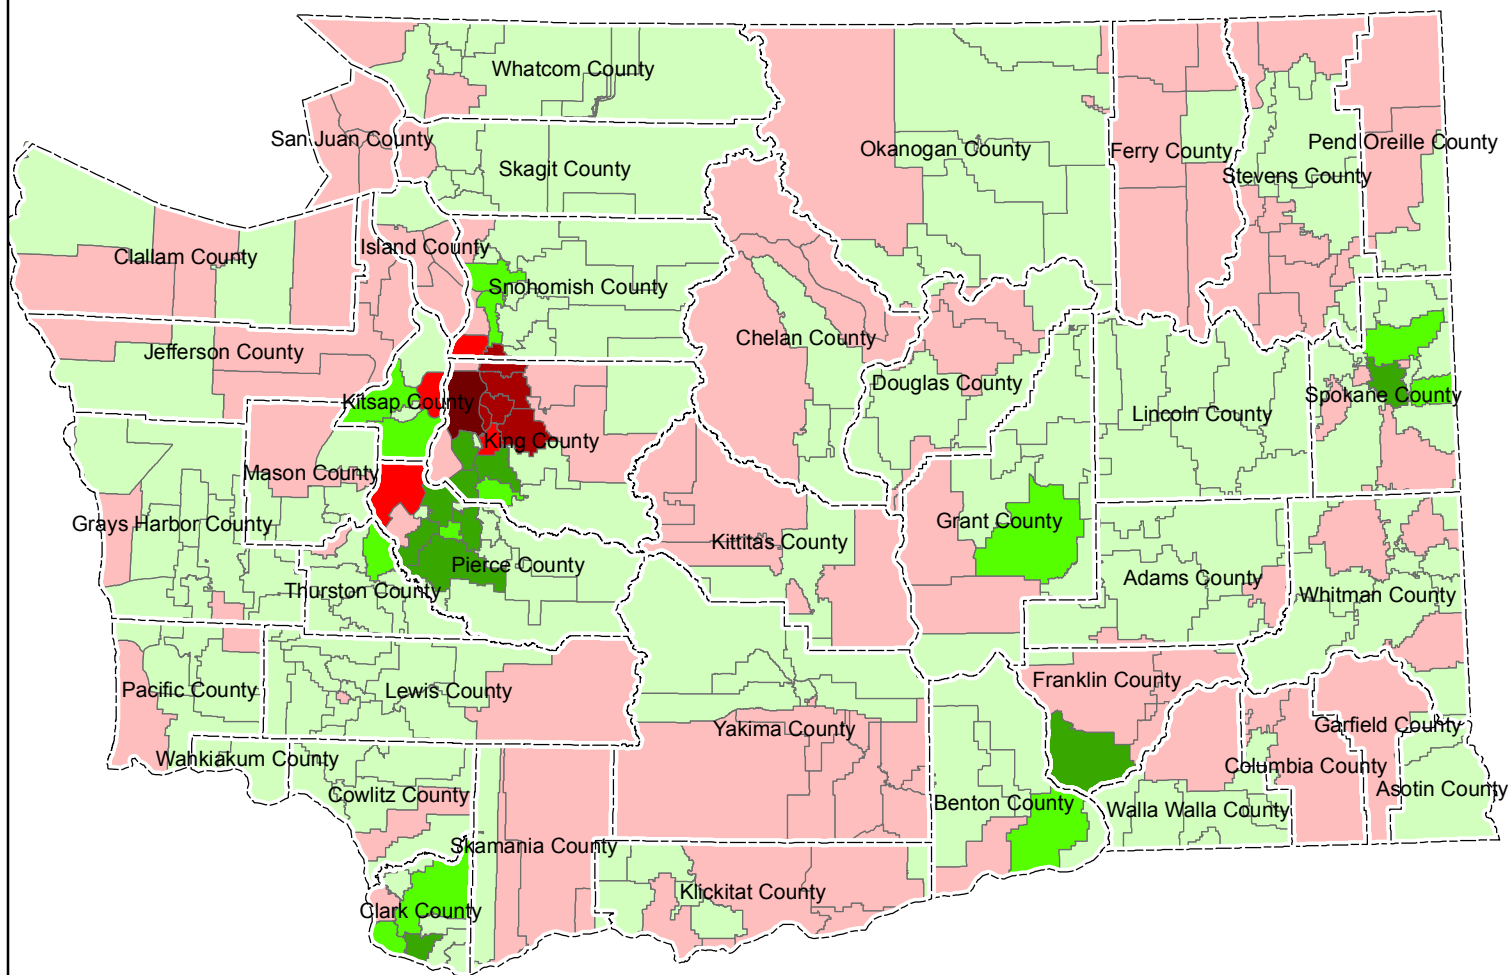 Whatcom County
San Juan County
Skagit County
Okanogan County
Ferry County
Pend Oreille County
Stevens County
Clallam County
Island County
Snohomish County
Chelan County
Jefferson County
Douglas County
Kitsap County
Lincoln County
Spokane County
King County
Mason County
Grays Harbor County
Grant County
Kittitas County
Pierce County
Adams County
Thurston County
Whitman County
Pacific County
Lewis County
Franklin County
Yakima County
Garfield County
Wahkiakum County
Columbia County
Asotin County
Cowlitz County
Benton County
Walla Walla County
Skamania County
Klickitat County
Clark County